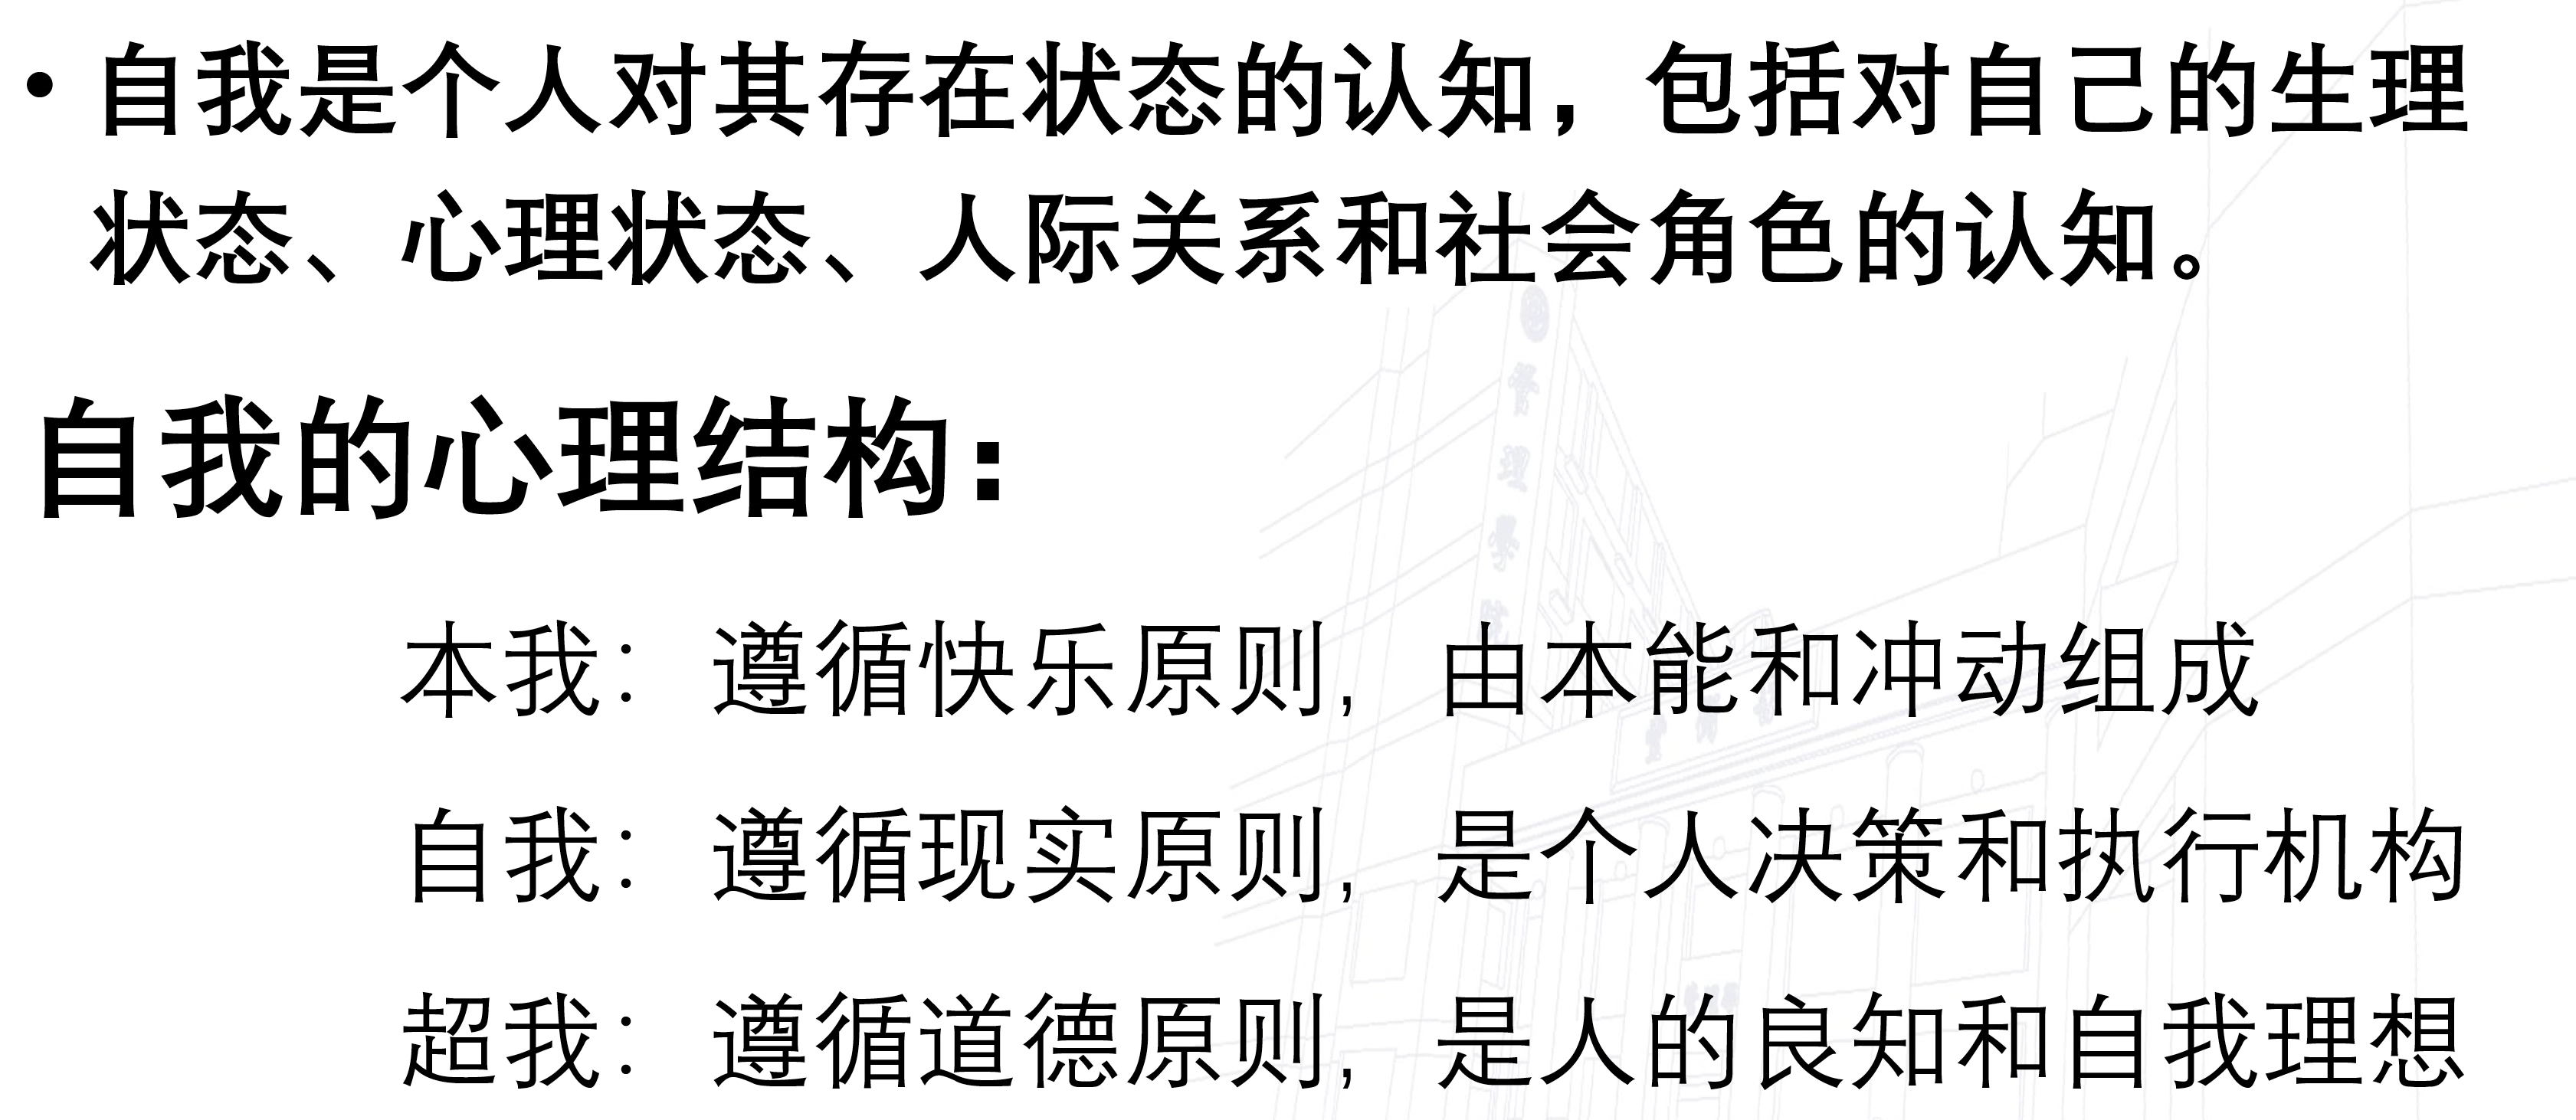 • 自我是个人对其存在状态的认知，包括对自己的生理
状态、心理状态、人际关系和社会角色的认知。
自我的心理结构：
本我：遵循快乐原则，由本能和冲动组成
自我：遵循现实原则，是个人决策和执行机构
超我：遵循道德原则，是人的良知和自我理想